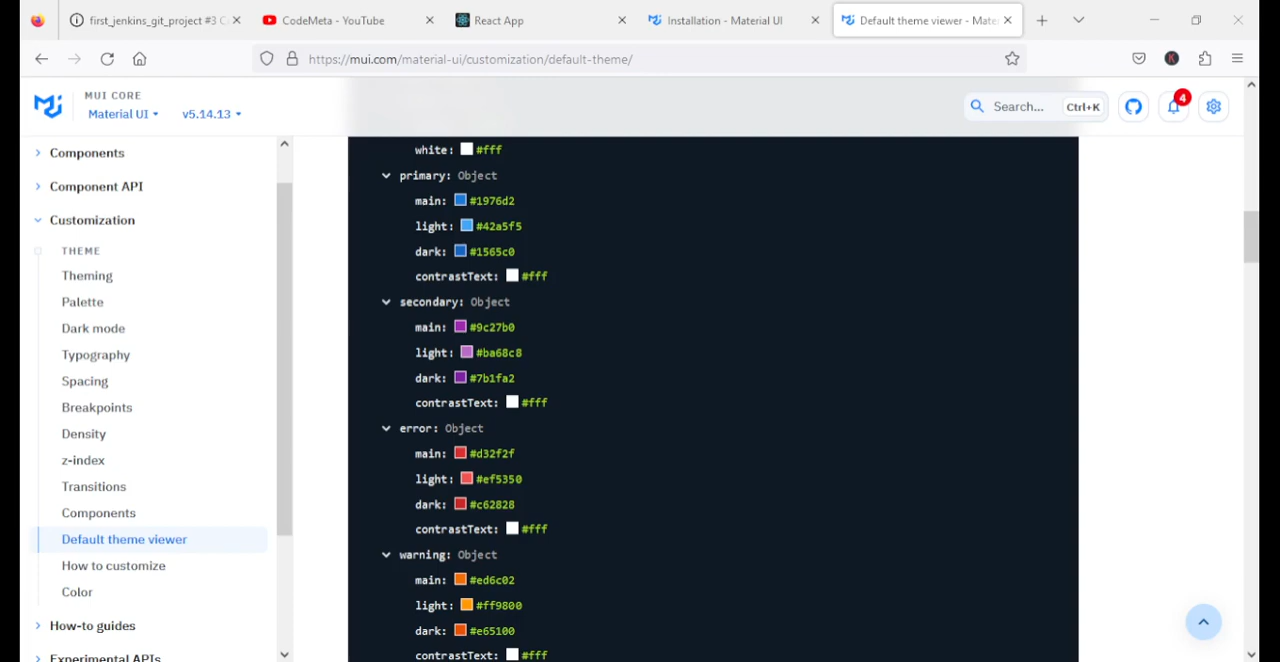 first_jenkins_git_project #3 C
CodeMeta - YouTube
React App
Installation - Material UI
Default theme viewer - Mate
https://mui.com/material-ui/customization/default-theme/
K
MUI CORE
Material UI
v5.14.13
Search...
Ctrl+K
4
Components
Component API
Customization
THEME
Theming
Palette
Dark mode
Typography
Spacing
Breakpoints
Density
z-index
Transitions
Components
Default theme viewer
How to customize
Color
How-to guides
Experimental APIs
white: #fff
primary: Object
main: #1976d2
light: #42a5f5
dark: #1565c0
contrastText: #fff
secondary: Object
main: #9c27b0
light: #ba68c8
dark: #7b1fa2
contrastText: #fff
error: Object
main: #d32f2f
light: #ef5350
dark: #c62828
contrastText: #fff
warning: Object
main: #ed6c02
light: #ff9800
dark: #e65100
contrastText: #fff